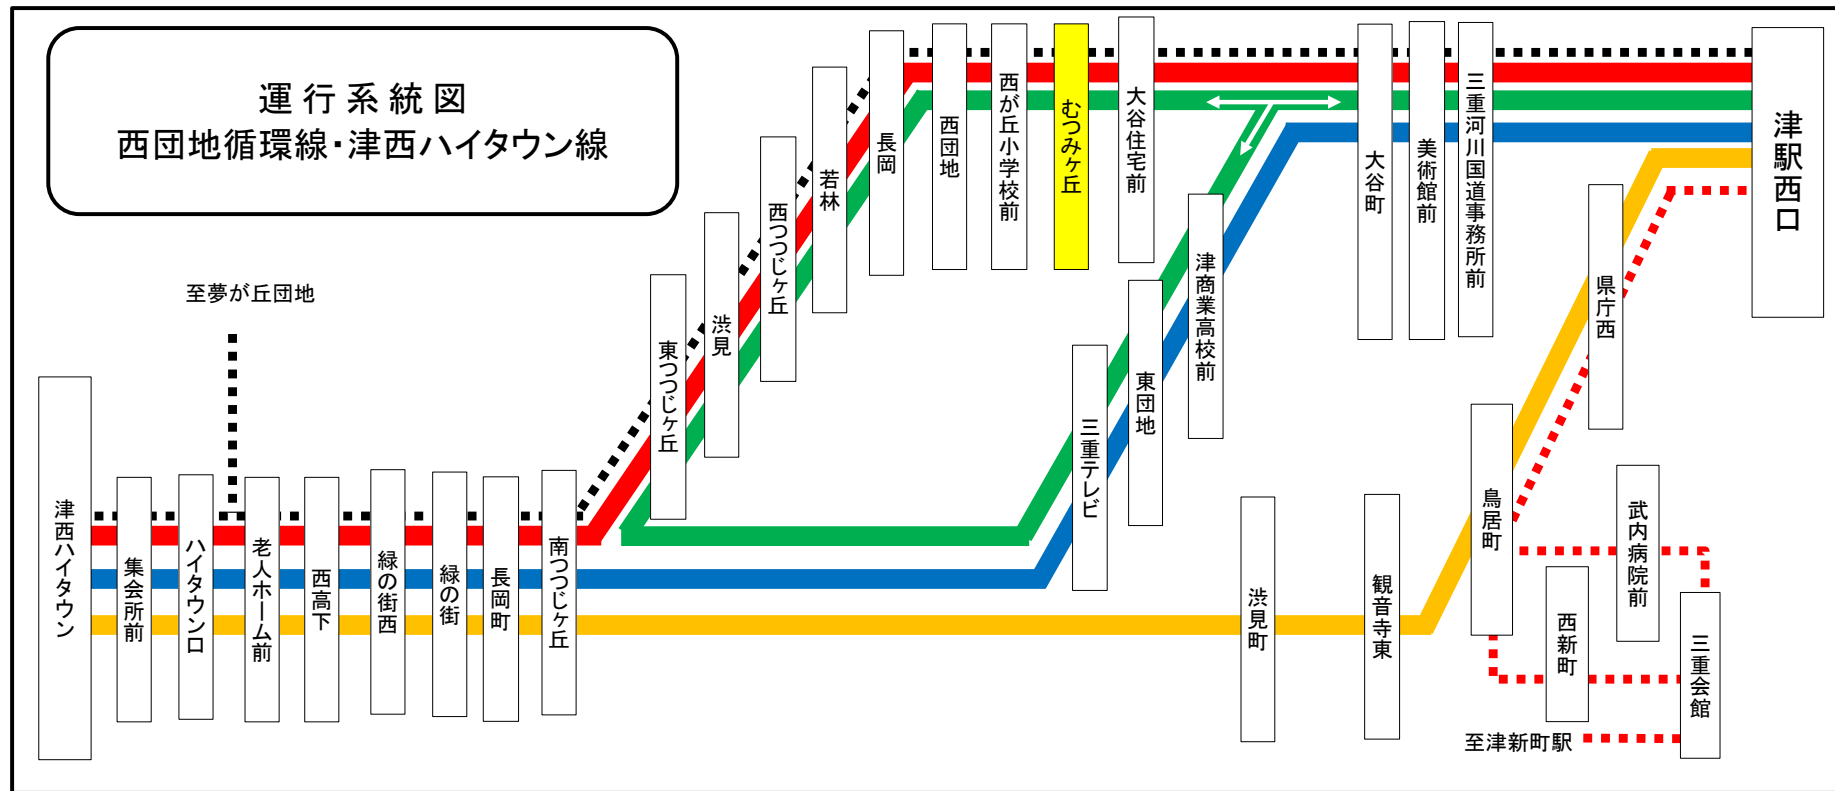 運行系統図
西団地循環線・津西ハイタウン線
至夢が丘団地
津西ハイタウン
集会所前
ハイタウン口
老人ホーム前
西高下
緑の街西
緑の街
長岡町
南つつじヶ丘
東つつじヶ丘
渋見
西つつじヶ丘
若林
長岡
西団地
西が丘小学校前
むつみヶ丘
大谷住宅前
三重テレビ
東団地
津商業高校前
大谷町
美術館前
三重河川国道事務所前
津駅西口
渋見町
観音寺東
鳥居町
県庁西
武内病院前
西新町
三重会館
至津新町駅